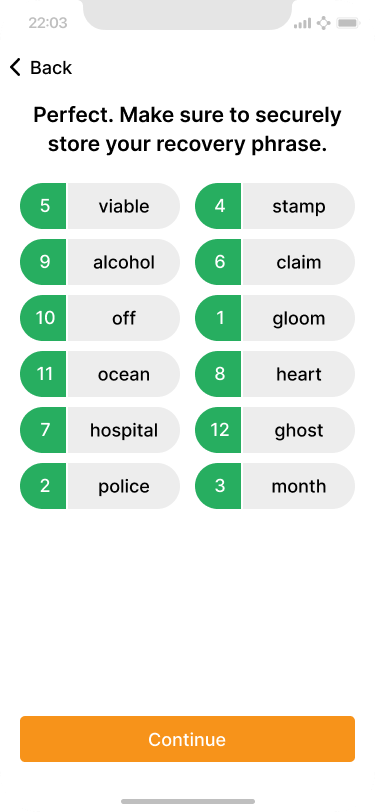 22:03
Back
Perfect. Make sure to securely
store your recovery phrase.
5 viable 4 stamp
9 alcohol 6 claim
10 off 1 gloom
11 ocean 8 heart
7 hospital 12 ghost
2 police 3 month
Continue